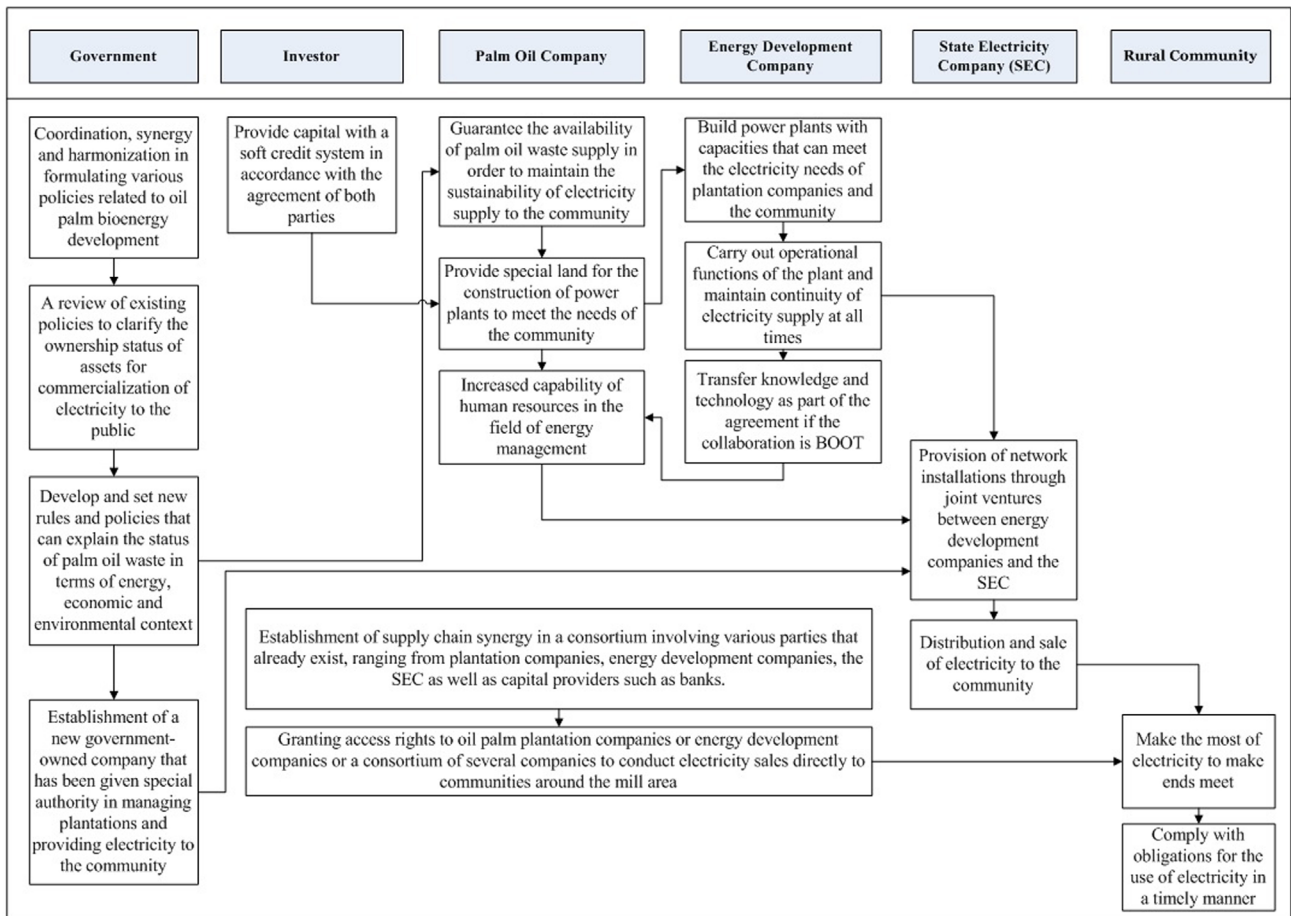 Government
Investor
Palm Oil Company
Energy Development
Company
State Electricity
Company (SEC)
Rural Community
Coordination, synergy
and harmonization in
formulating various
policies related to oil
palm bioenergy
development
A review of existing
policies to clarify the
ownership status of
assets for
commercialization of
electricity to the
public
Develop and set new
rules and policies that
can explain the status
of palm oil waste in
terms of energy,
economic and
environmental context
Establishment of a
new government-
owned company that
has been given special
authority in managing
plantations and
providing electricity to
the community
Provide capital with a
soft credit system in
accordance with the
agreement of both
parties
Guarantee the availability
of palm oil waste supply in
order to maintain the
sustainability of electricity
supply to the community
Provide special land for the
construction of power
plants to meet the needs of
the community
Increased capability of
human resources in the
field of energy
management
Build power plants with
capacities that can meet
the electricity needs of
plantation companies and
the community
Carry out operational
functions of the plant and
maintain continuity of
electricity supply at all
times
Transfer knowledge and
technology as part of the
agreement if the
collaboration is BOOT
Provision of network
installations through
joint ventures
between energy
development
companies and the
SEC
Distribution and sale
of electricity to the
community
Establishment of supply chain synergy in a consortium involving various parties that
already exist, ranging from plantation companies, energy development companies, the
SEC as well as capital providers such as banks.
Granting access rights to oil palm plantation companies or energy development
companies or a consortium of several companies to conduct electricity sales directly to
communities around the mill area
Make the most of
electricity to make
ends meet
Comply with
obligations for the
use of electricity in
a timely manner